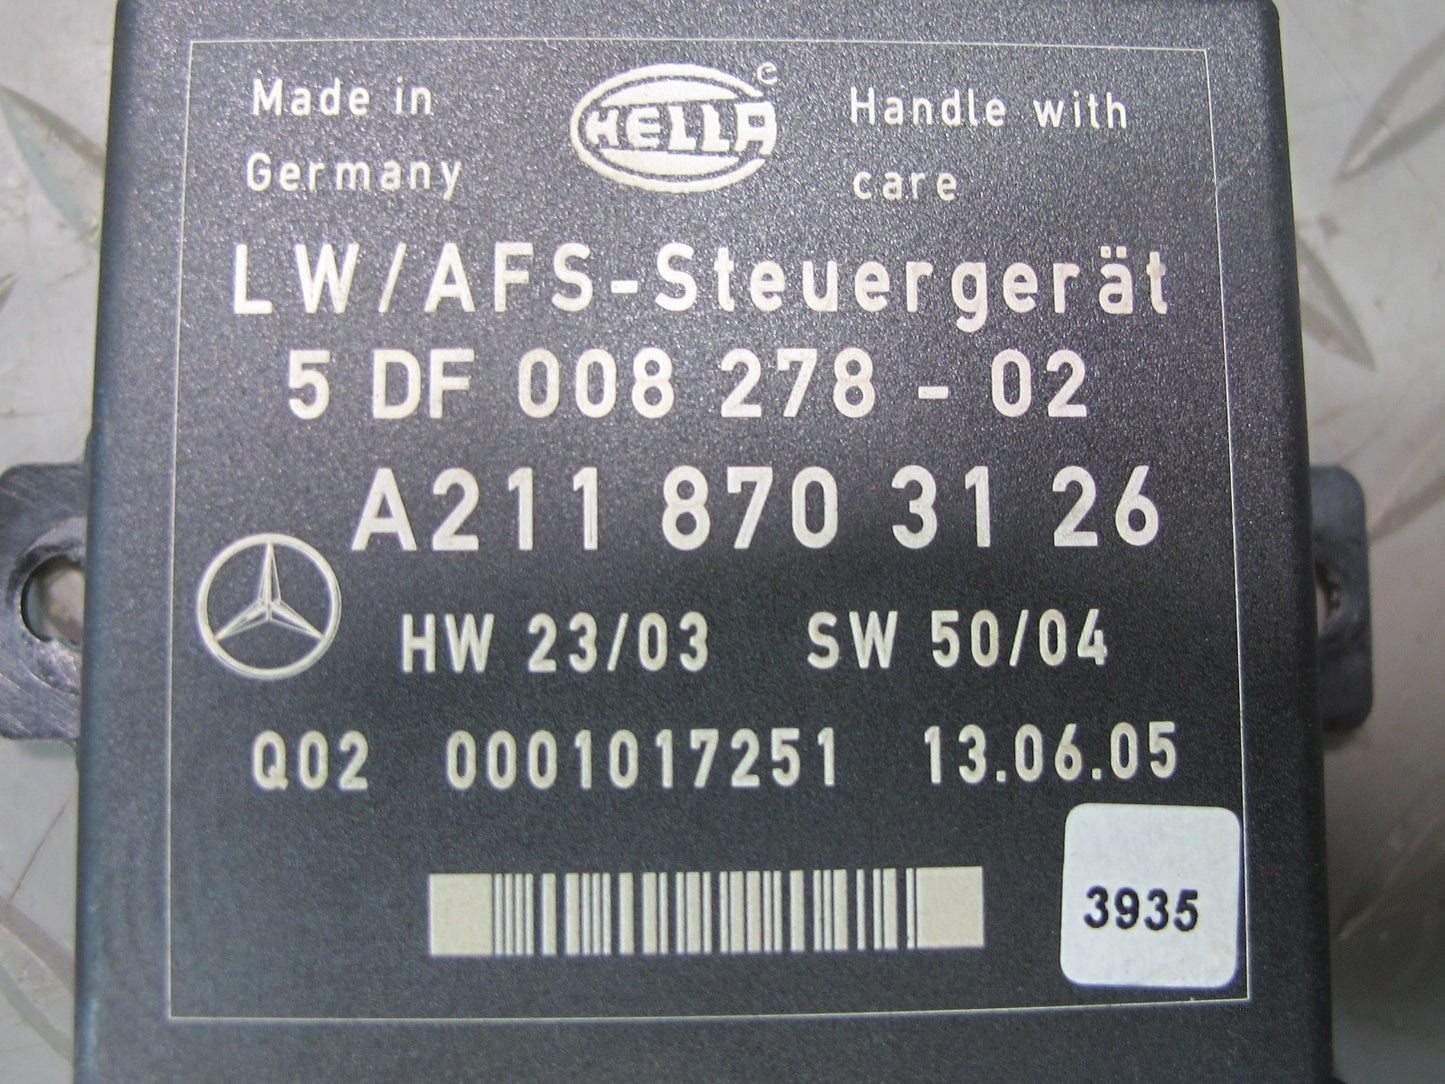 Made in
Germany
HELLA ©
Handle with
care
LW/AFS-Steuergerät
5 DF 008 278 - 02
A211 870 31 26
HW 23/03 SW 50/04
Q02 0001017251 13.06.05
3935